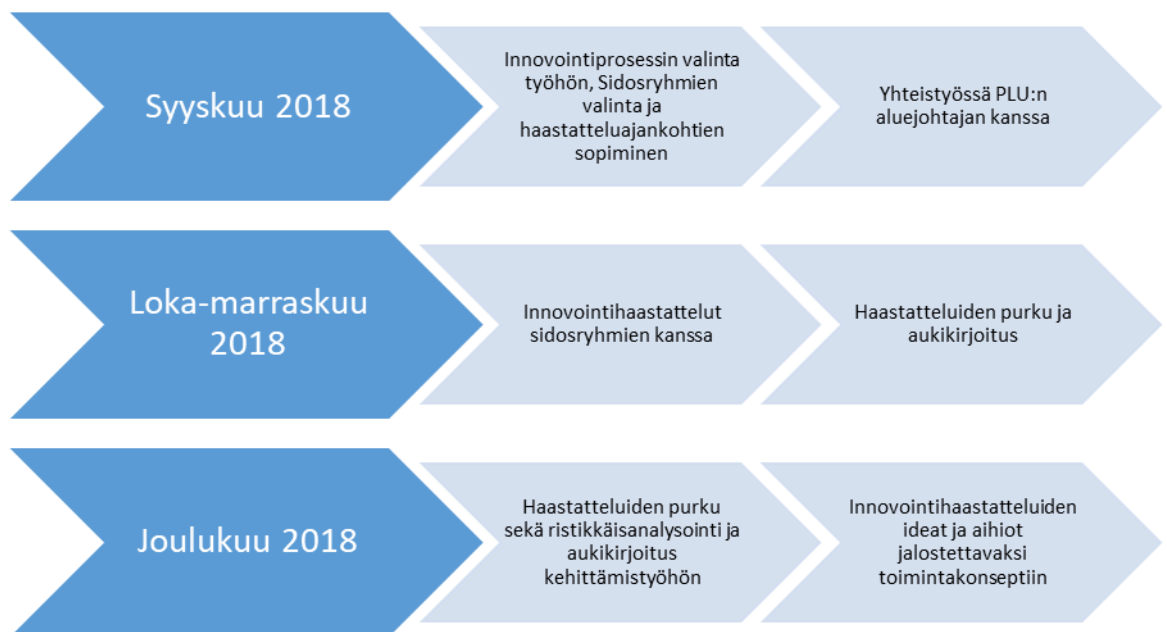 Syyskuu 2018
Innovointiprosessin valinta
työhön, Sidosryhmien
valinta ja
haastatteluajankohtien
sopiminen
Yhteistyössä PLU:n
aluejohtajan kanssa
Loka-marraskuu
2018
Innovointihaastattelut
sidosryhmien kanssa
Haastatteluiden purku ja
aukikirjoitus
Joulukuu 2018
Haastatteluiden purku
sekä ristikkäisanalysointi ja
aukikirjoitus
kehittämistyöhön
Innovointihaastatteluiden
ideat ja aihiot
jalostettavaksi
toimintakonseptiin